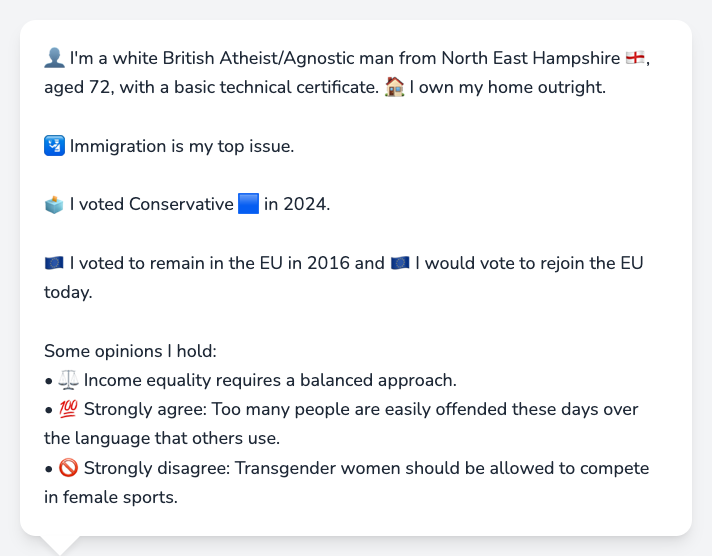 👤 I'm a white British Atheist/Agnostic man from North East Hampshire 🏴󠁧󠁢󠁥󠁮󠁧󠁿,
aged 72, with a basic technical certificate. 🏠 I own my home outright.
🛂 Immigration is my top issue.
🗳️ I voted Conservative 🟦 in 2024.
🇪🇺 I voted to remain in the EU in 2016 and 🇪🇺 I would vote to rejoin the EU
today.
Some opinions I hold:
• ⚖️ Income equality requires a balanced approach.
• 💯 Strongly agree: Too many people are easily offended these days over
the language that others use.
• 🚫 Strongly disagree: Transgender women should be allowed to compete
in female sports.